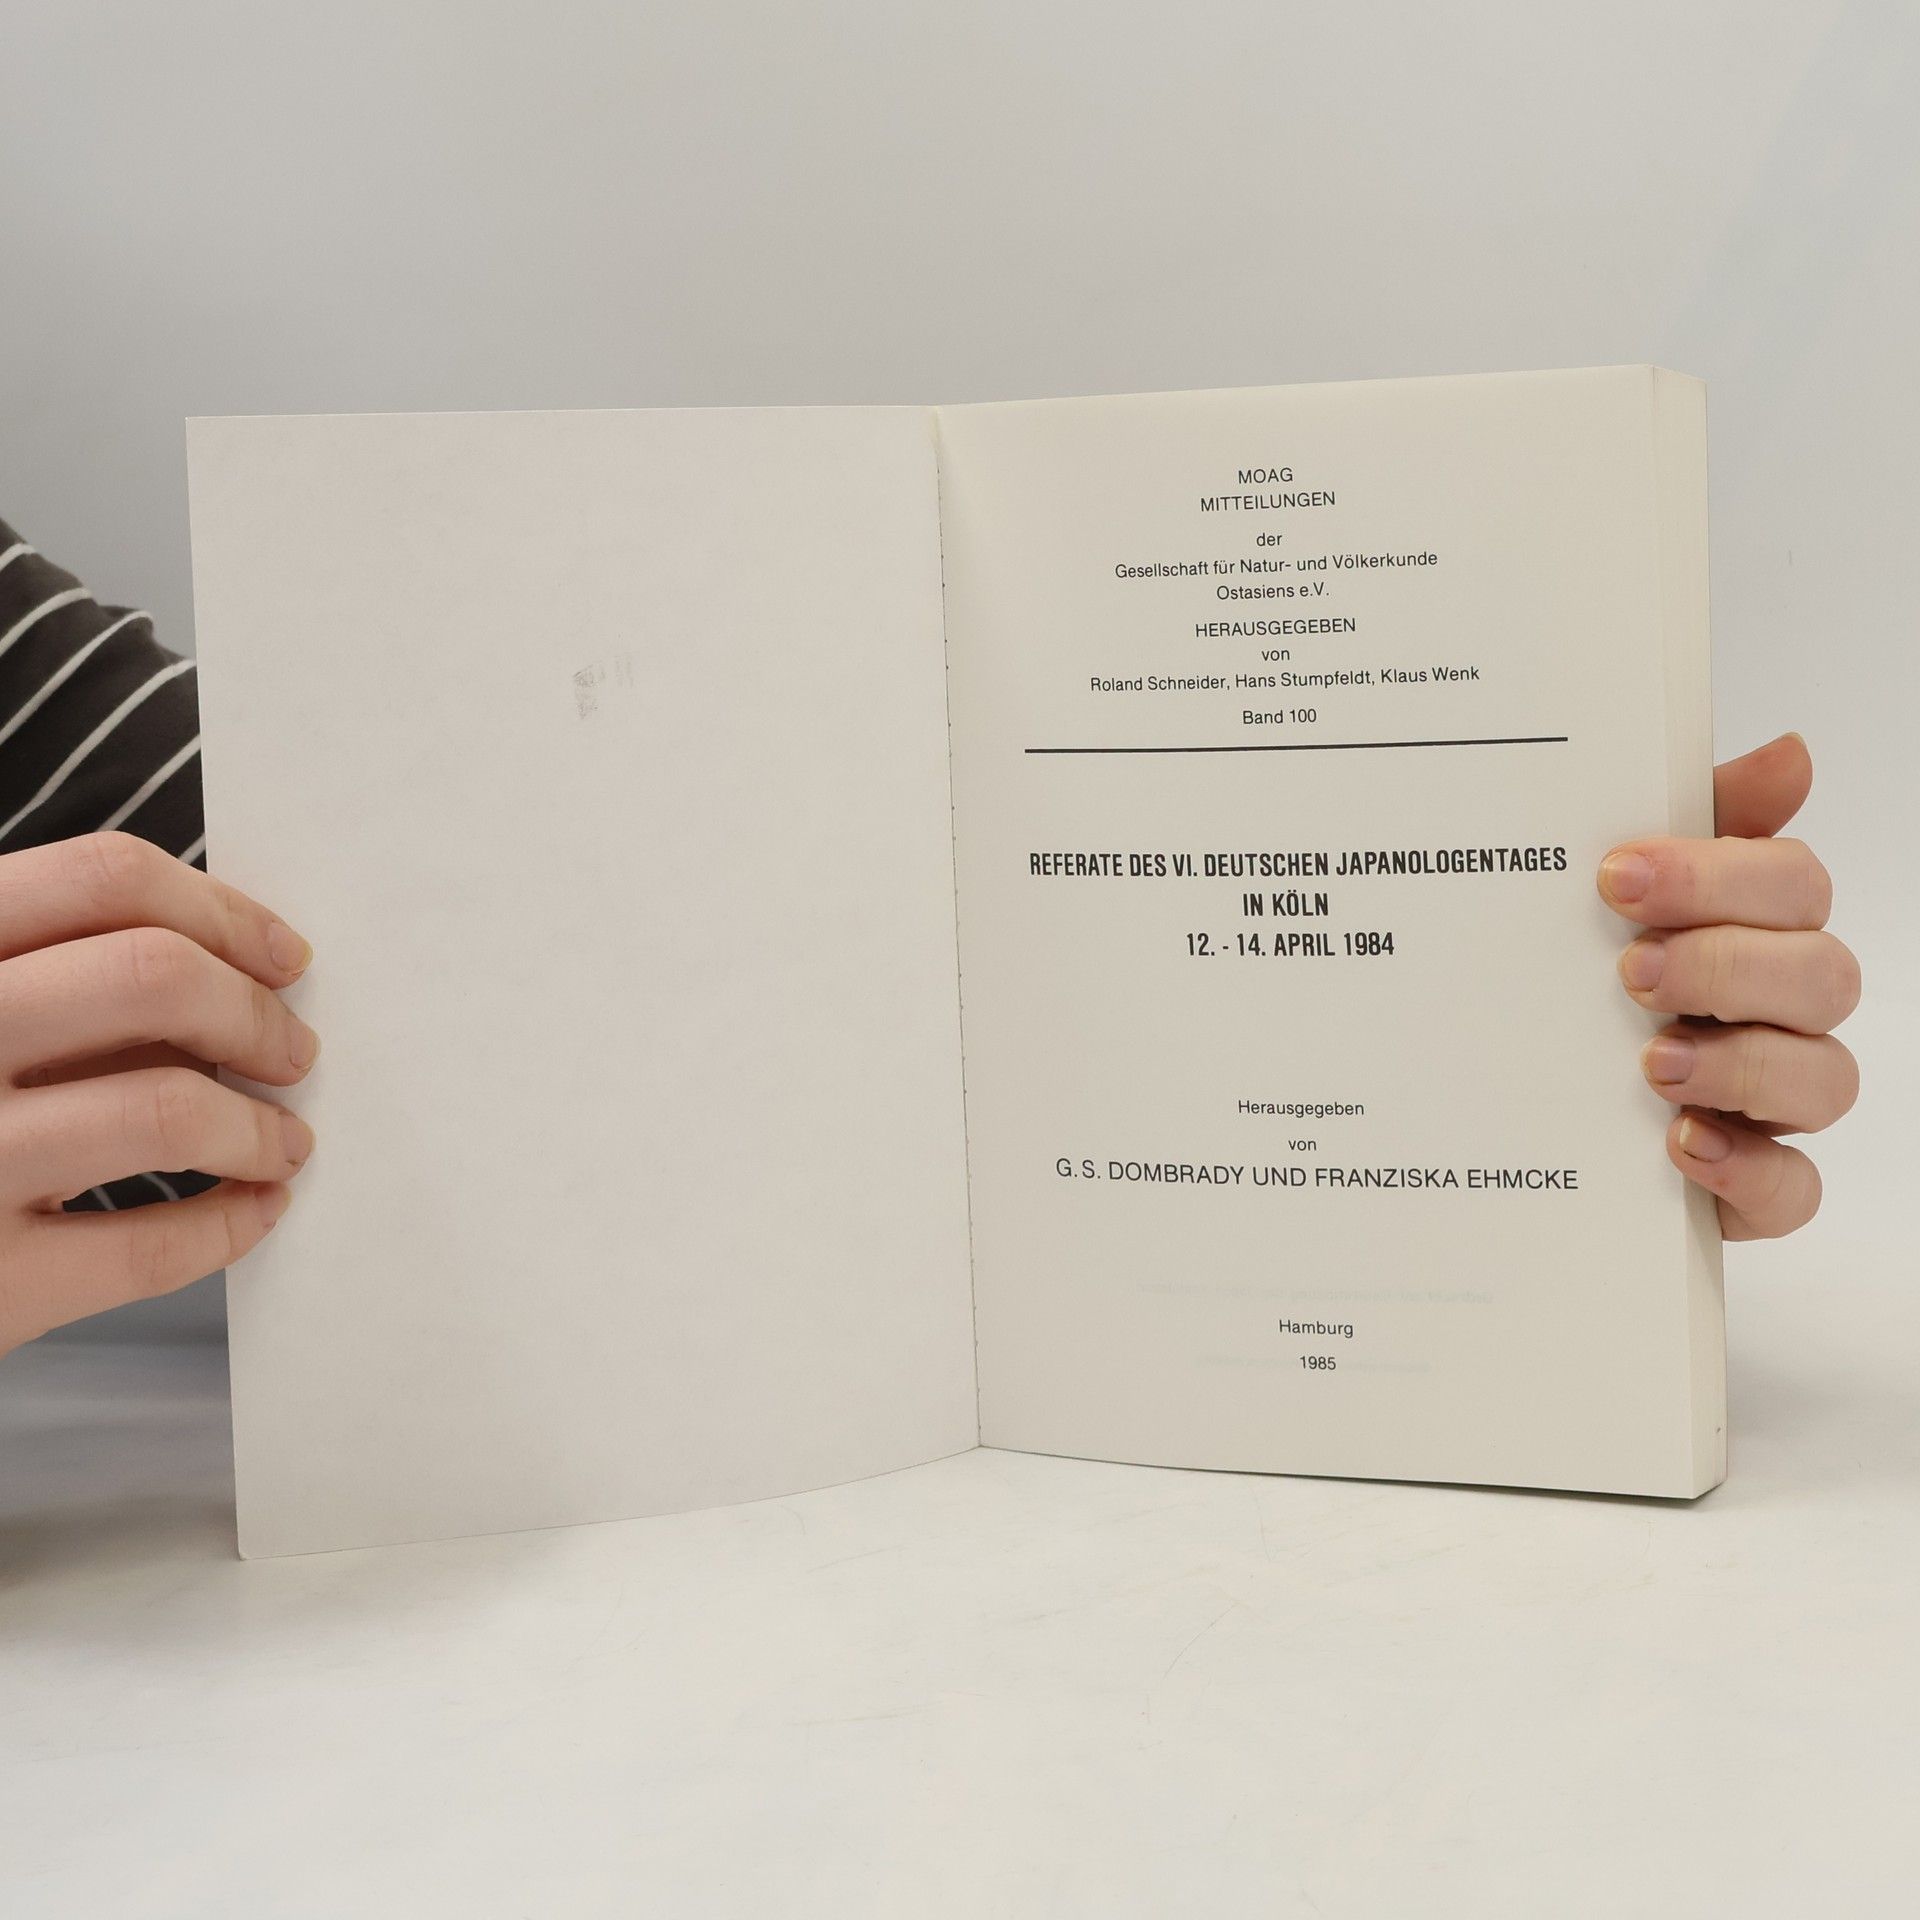 MOAG
MITTEILUNGEN
der
Gesellschaft für Natur- und Völkerkunde
Ostasiens e.V.
HERAUSGEGEBEN
von
Roland Schneider, Hans Stumpfeldt, Klaus Wenk
Band 100
REFERATE DES VI. DEUTSCHEN JAPANOLOGENTAGES
IN KÖLN
12. - 14. APRIL 1984
Herausgegeben
von
G.S. DOMBRADY UND FRANZISKA EHMCKE
Hamburg
1985